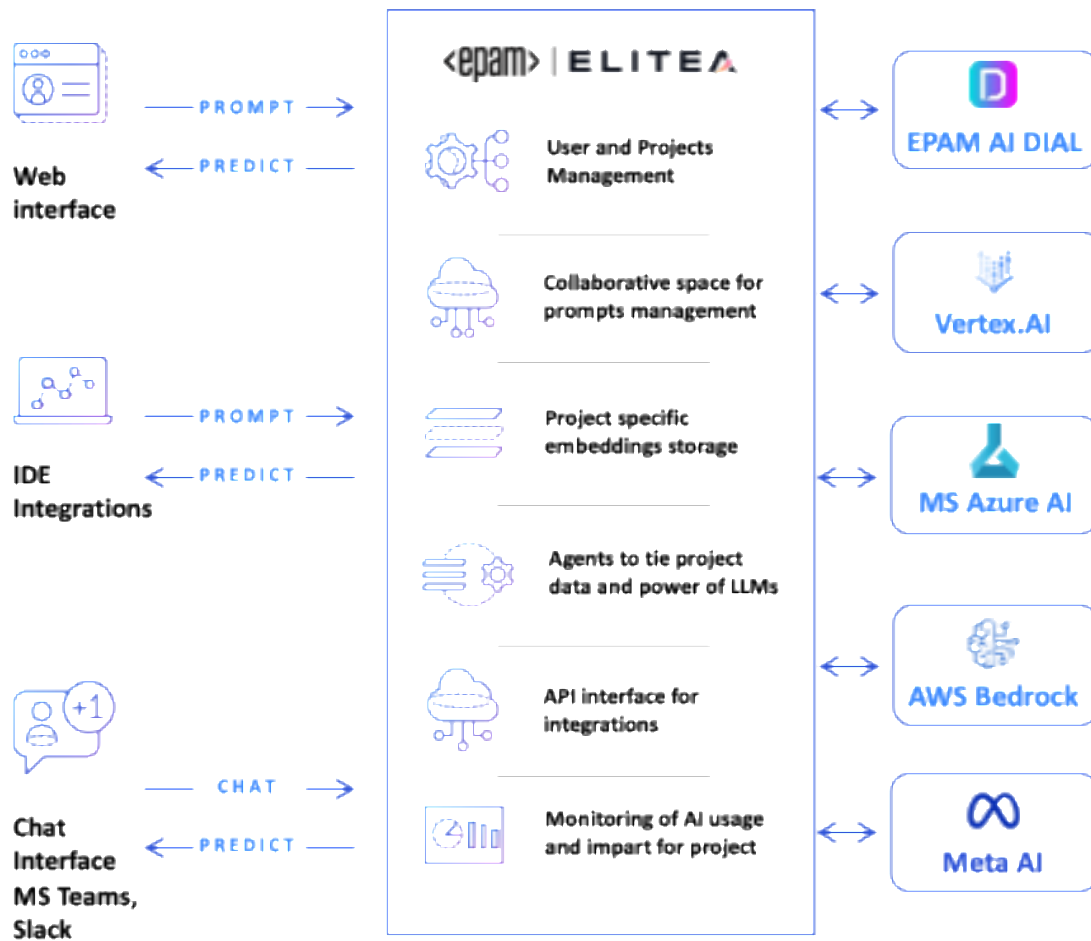 <epam> | ELITEA
PROMPT
PREDICT
Web
interface
User and Projects
Management
EPAM AI DIAL
Collaborative space for
prompts management
Vertex.AI
PROMPT
PREDICT
IDE
Integrations
Project specific
embeddings storage
MS Azure AI
Agents to tie project
data and power of LLMs
API interface for
integrations
AWS Bedrock
+1
CHAT
PREDICT
Chat
Interface
MS Teams,
Slack
Monitoring of AI usage
and impart for project
Meta AI